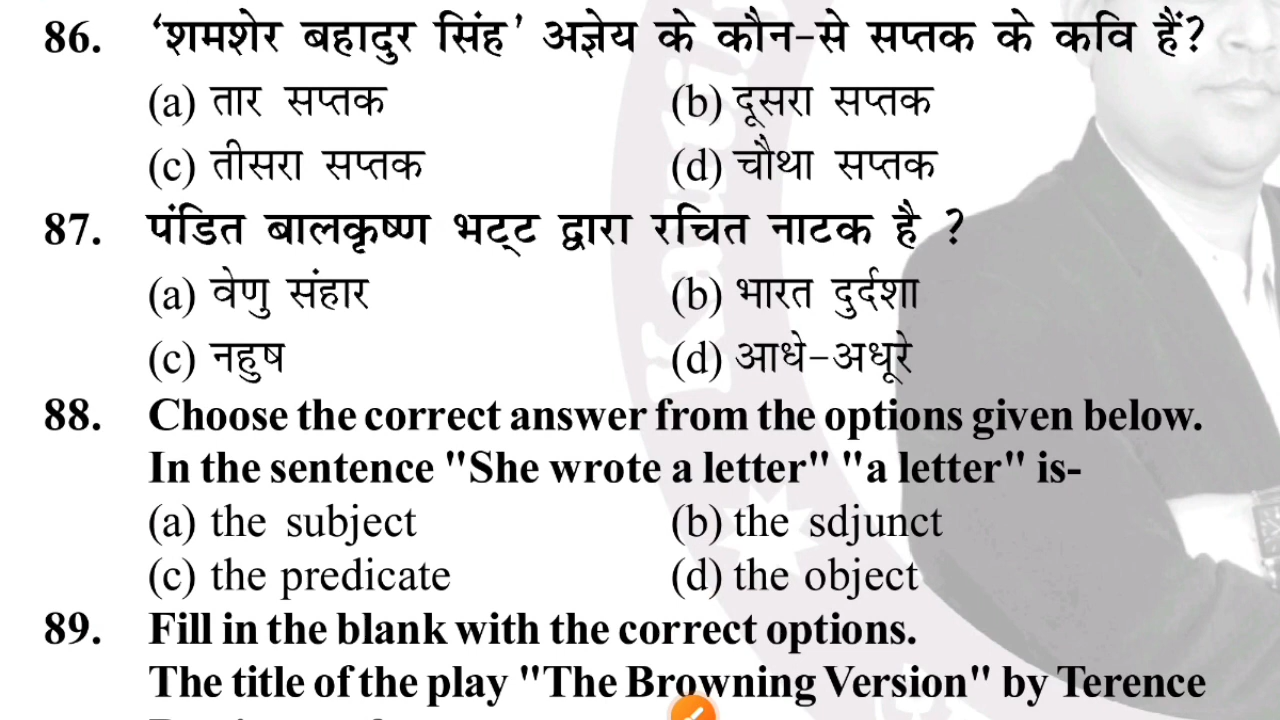 86. ‘शमशेर बहादुर सिंह’ अज्ञेय के कौन-से सप्तक के कवि हैं?
(a) तार सप्तक (b) दूसरा सप्तक
(c) तीसरा सप्तक (d) चौथा सप्तक
87. पंडित बालकृष्ण भट्ट द्वारा रचित नाटक है ?
(a) वेणु संहार (b) भारत दुर्दशा
(c) नहुष (d) आधे-अधूरे
88. Choose the correct answer from the options given below.
In the sentence "She wrote a letter" "a letter" is-
(a) the subject (b) the sdjunct
(c) the predicate (d) the object
89. Fill in the blank with the correct options.
The title of the play "The Browning Version" by Terence